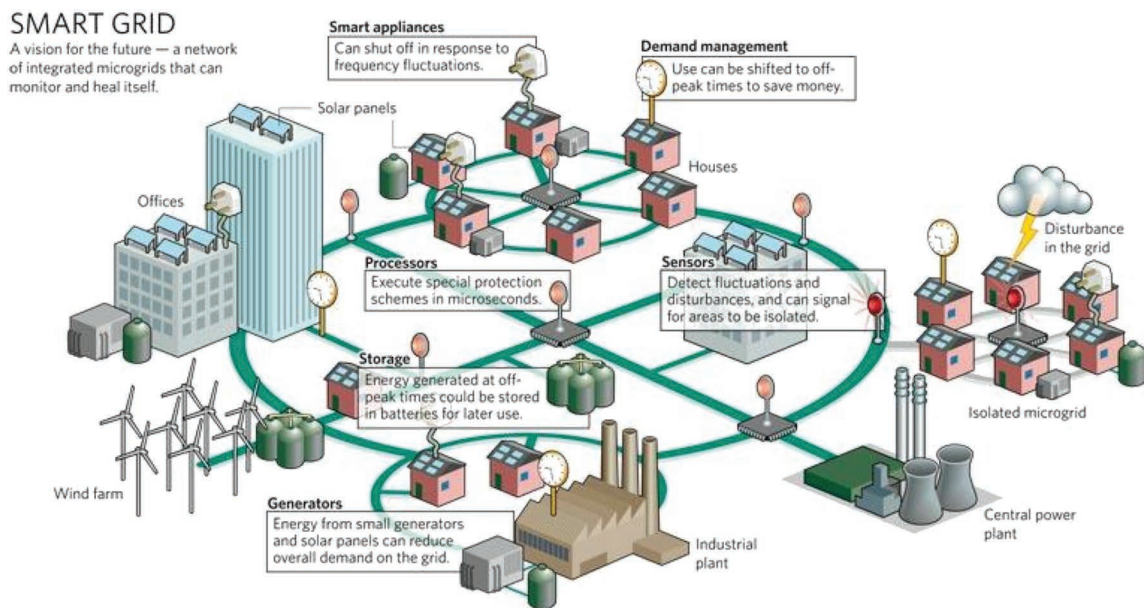 SMART GRID
A vision for the future — a network
of integrated microgrids that can
monitor and heal itself.
Smart appliances
Can shut off in response to
frequency fluctuations.
Demand management
Use can be shifted to off-
peak times to save money.
Solar panels
Houses
Offices
Disturbance
in the grid
Processors
Execute special protection
schemes in microseconds.
Sensors
Detect fluctuations and
disturbances, and can signal
for areas to be isolated.
Storage
Energy generated at off-
peak times could be stored
in batteries for later use.
Isolated microgrid
Wind farm
Generators
Energy from small generators
and solar panels can reduce
overall demand on the grid.
Industrial
plant
Central power
plant